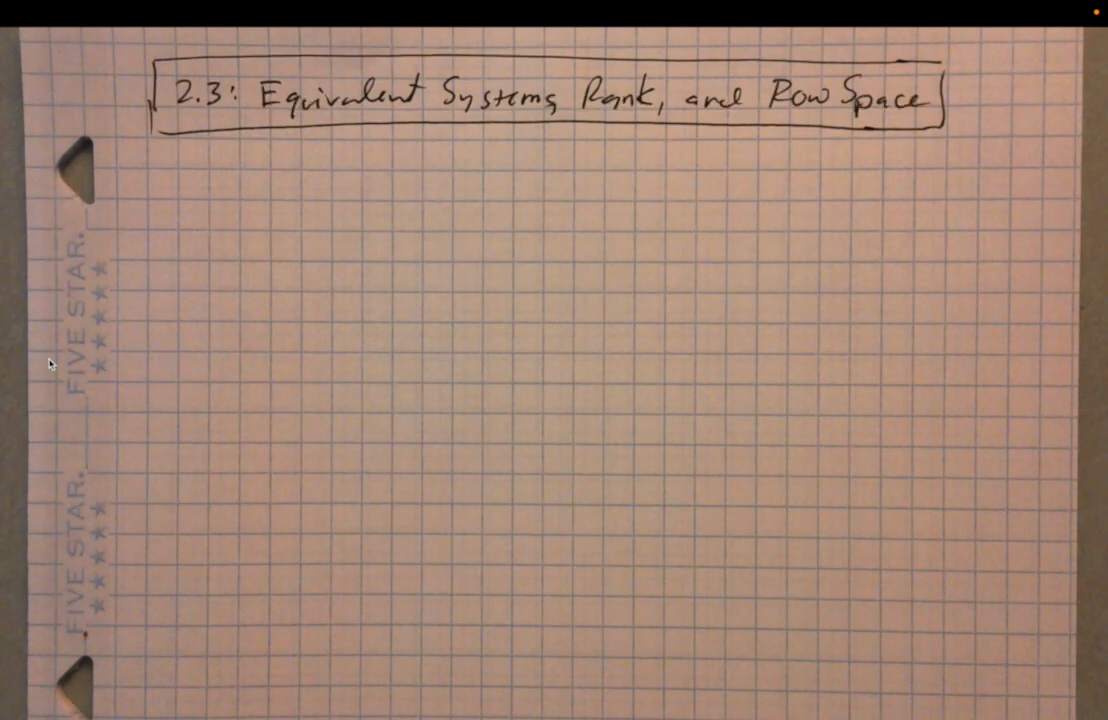 2.3: Equivalent Systems, Rank, and Row Space
FIVE STAR.
FIVE STAR.